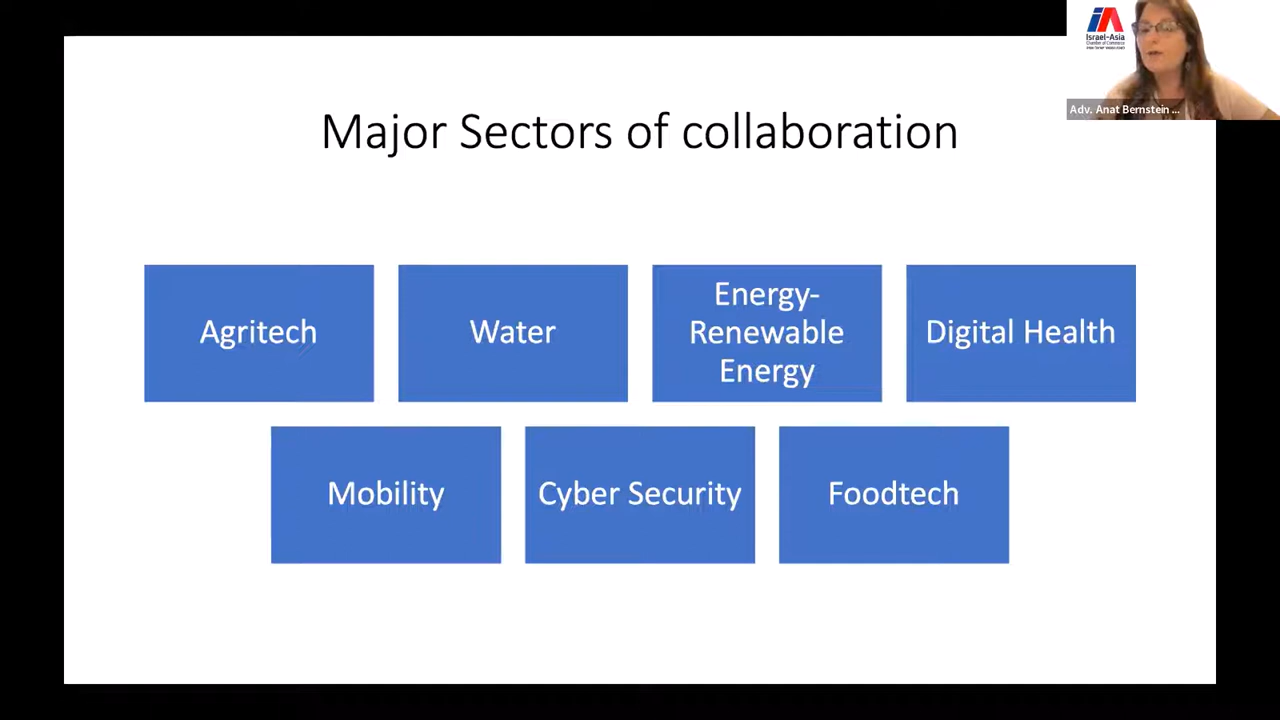 Israel-Asia
Chamber of Commerce
Adv. Anat Bernstein ...
Major Sectors of collaboration
Agritech
Water
Energy-
Renewable
Energy
Digital Health
Mobility
Cyber Security
Foodtech